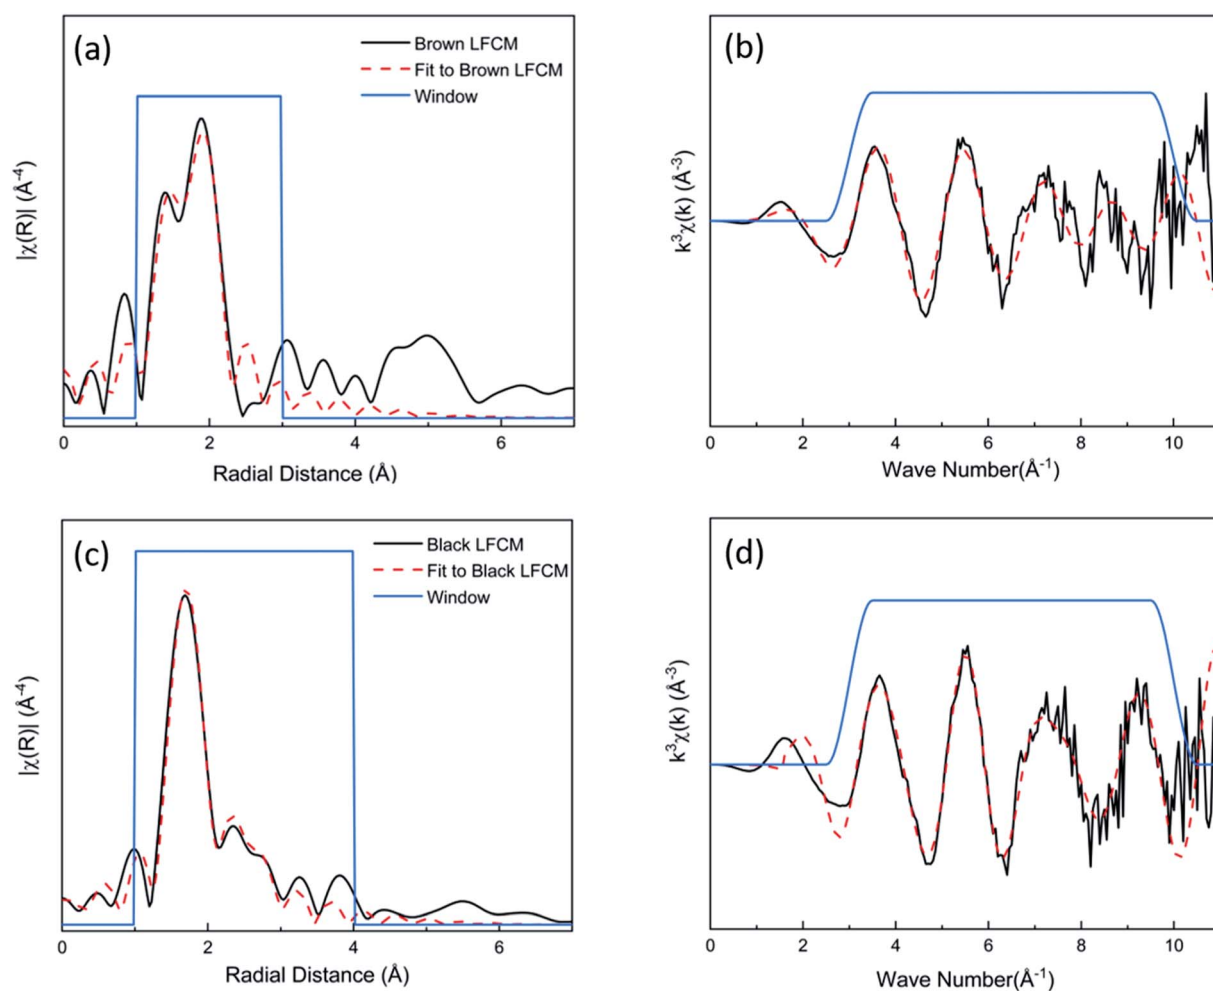 (a)
Brown LFCM
Fit to Brown LFCM
Window
|χ(R)| (Å⁻⁴)
0 2 4 6
Radial Distance (Å)
(b)
k³χ(k) (Å⁻³)
0 2 4 6 8 10
Wave Number(Å⁻¹)
(c)
Black LFCM
Fit to Black LFCM
Window
|χ(R)| (Å⁻⁴)
0 2 4 6
Radial Distance (Å)
(d)
k³χ(k) (Å⁻³)
0 2 4 6 8 10
Wave Number(Å⁻¹)